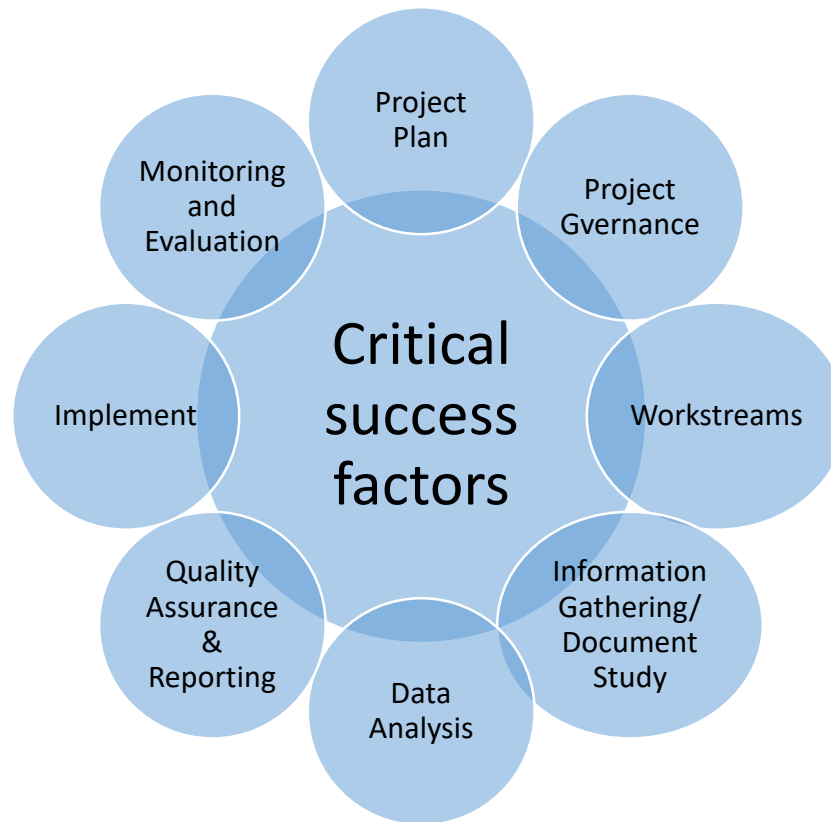 Project
Plan
Project
Gvernance
Workstreams
Information
Gathering/
Document
Study
Data
Analysis
Quality
Assurance
&
Reporting
Implement
Monitoring
and
Evaluation
Critical
success
factors